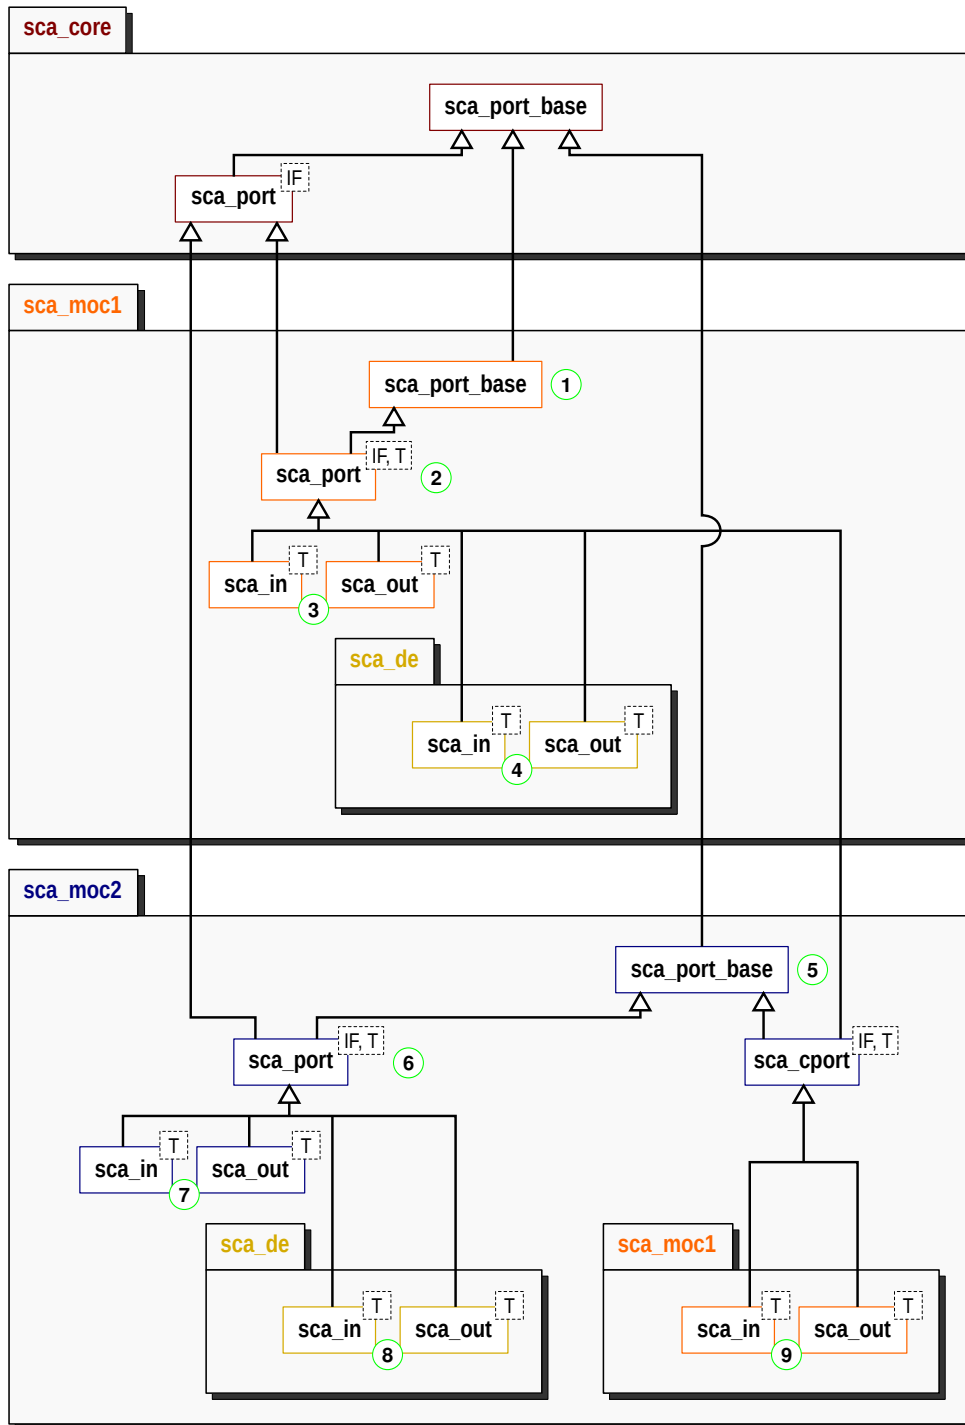 sca_core
sca_port_base
IF
sca_port
sca_moc1
sca_port_base 1
IF, T
sca_port 2
T T
sca_in sca_out
3
sca_de
T T
sca_in sca_out
4
sca_moc2
sca_port_base 5
IF, T IF, T
sca_port 6 sca_cport
T T
sca_in sca_out
7
sca_de sca_moc1
T T T T
sca_in sca_out sca_in sca_out
8 9